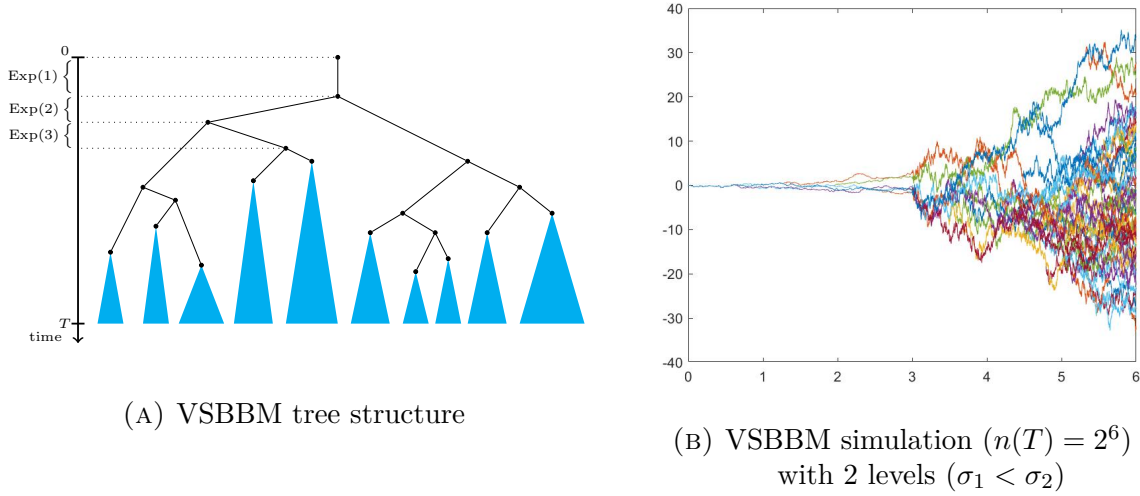 0
Exp(1)
Exp(2)
Exp(3)
T
time
(A) VSBBM tree structure
40
30
20
10
0
-10
-20
-30
-40
0 1 2 3 4 5 6
(B) VSBBM simulation (n(T) = 2⁶)
with 2 levels (σ₁ < σ₂)